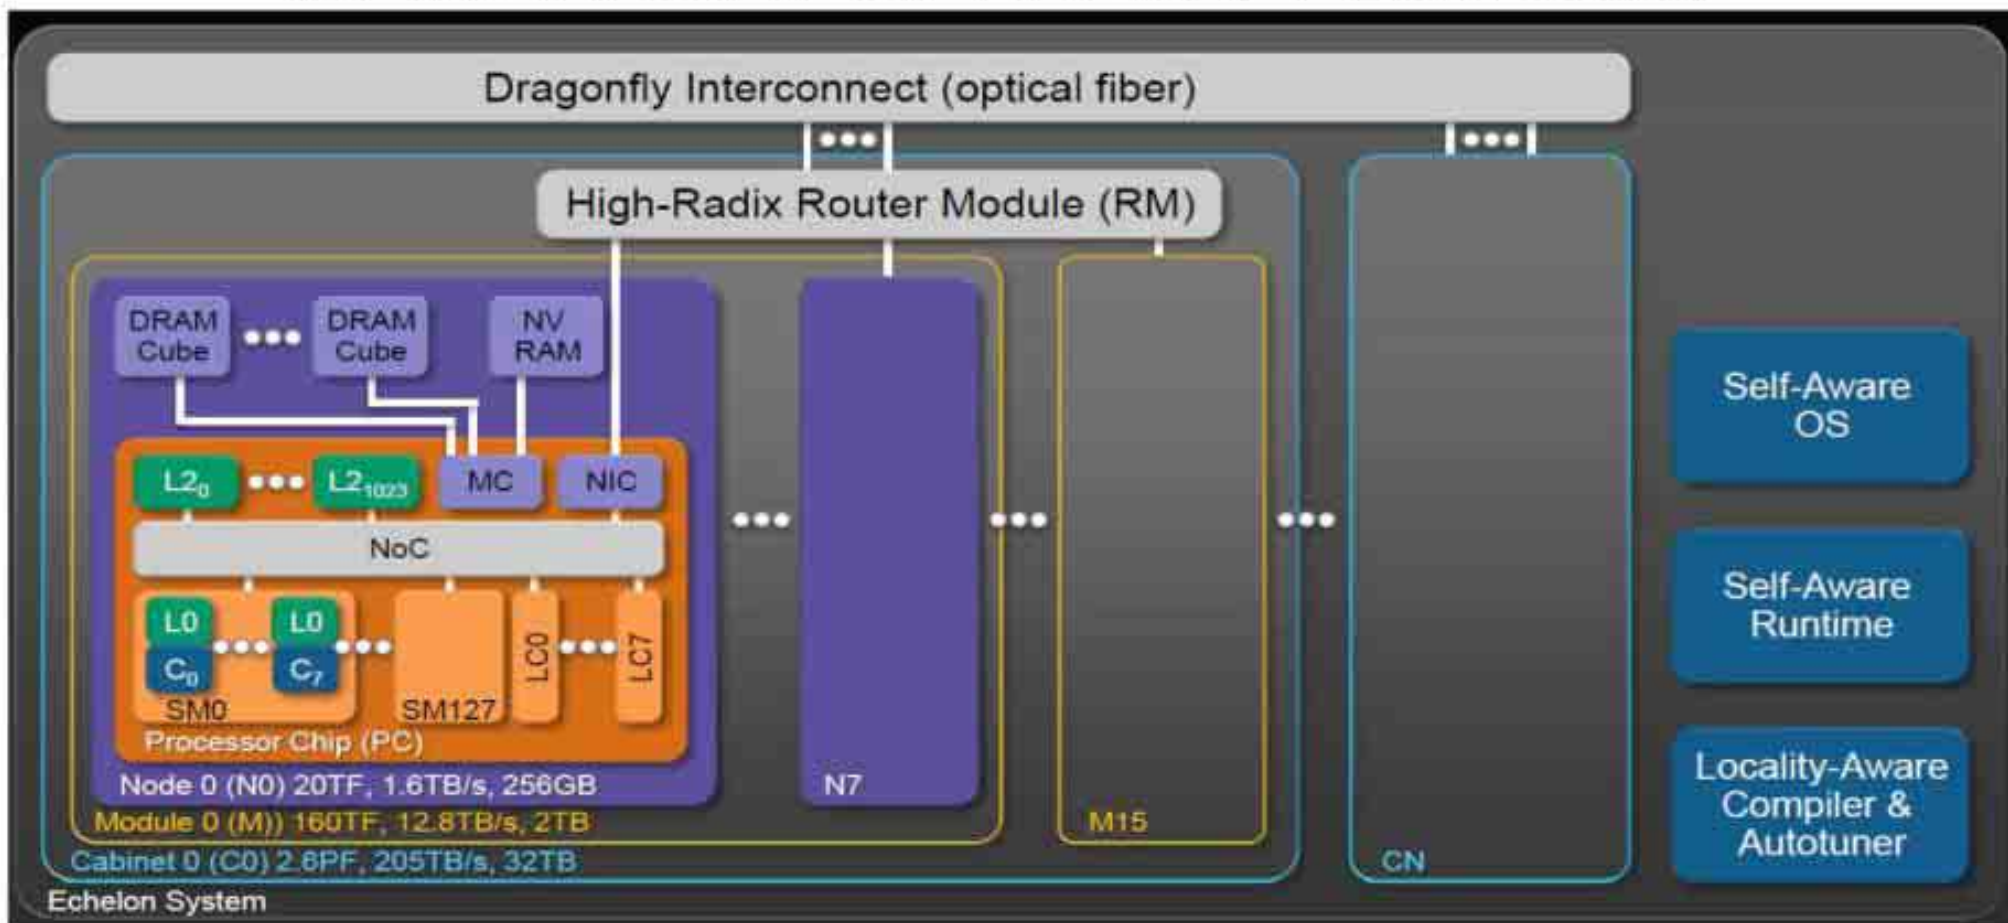 Dragonfly Interconnect (optical fiber)
High-Radix Router Module (RM)
DRAM
Cube
DRAM
Cube
NV
RAM
L2₀
L2₁₀₂₃
MC
NIC
NoC
L0
C₀
L0
C₇
SM0
SM127
LC0
LC7
Processor Chip (PC)
Node 0 (N0) 20TF, 1.6TB/s, 256GB
N7
Module 0 (M)) 160TF, 12.8TB/s, 2TB
M15
Cabinet 0 (C0) 2.6PF, 205TB/s, 32TB
CN
Echelon System
Self-Aware
OS
Self-Aware
Runtime
Locality-Aware
Compiler &
Autotuner